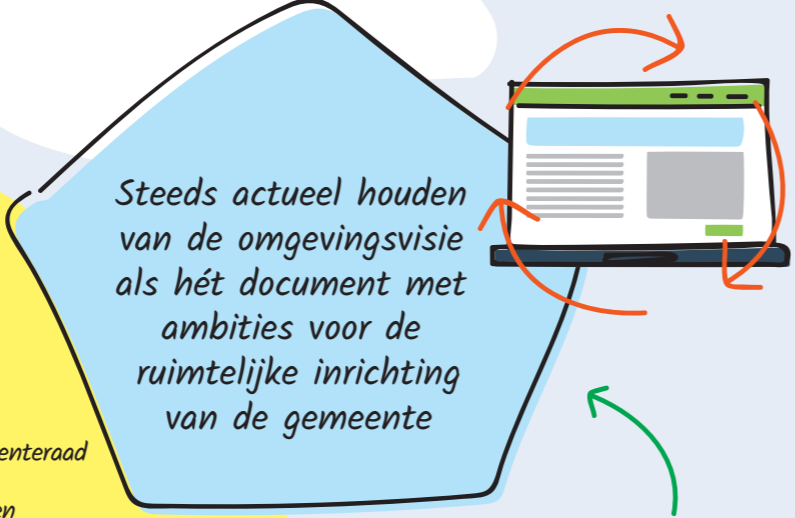 Steeds actueel houden
van de omgevingsvisie
als hét document met
ambities voor de
ruimtelijke inrichting
van de gemeente
enteraad
en